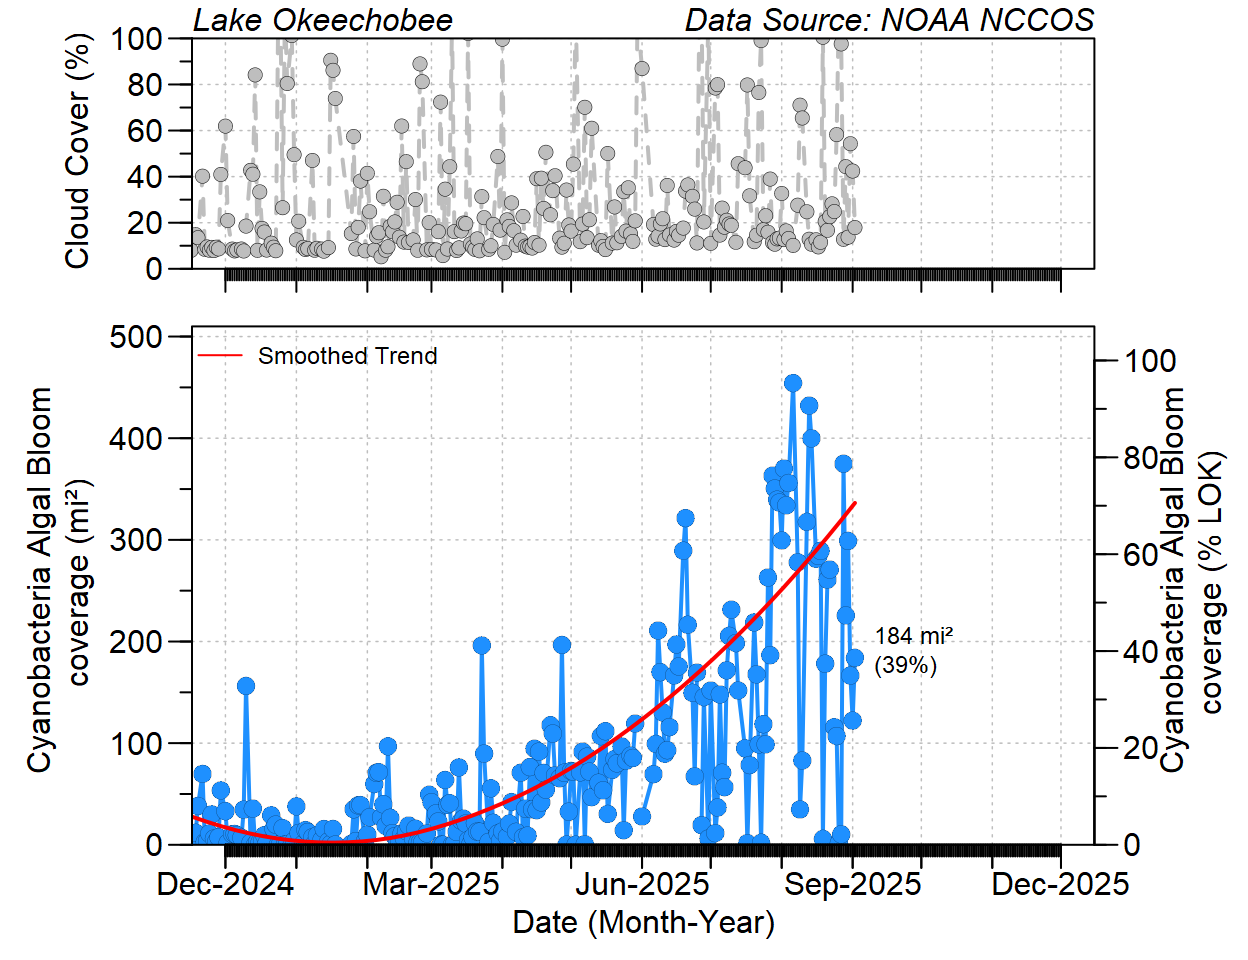 Lake Okeechobee
Data Source: NOAA NCCOS
Cloud Cover (%)
100
80
60
40
20
0
Smoothed Trend
Cyanobacteria Algal Bloom
coverage (mi²)
500
400
300
200
100
0
184 mi²
(39%)
100
80
60
40
20
0
Cyanobacteria Algal Bloom
coverage (% LOK)
Dec-2024
Mar-2025
Jun-2025
Sep-2025
Dec-2025
Date (Month-Year)